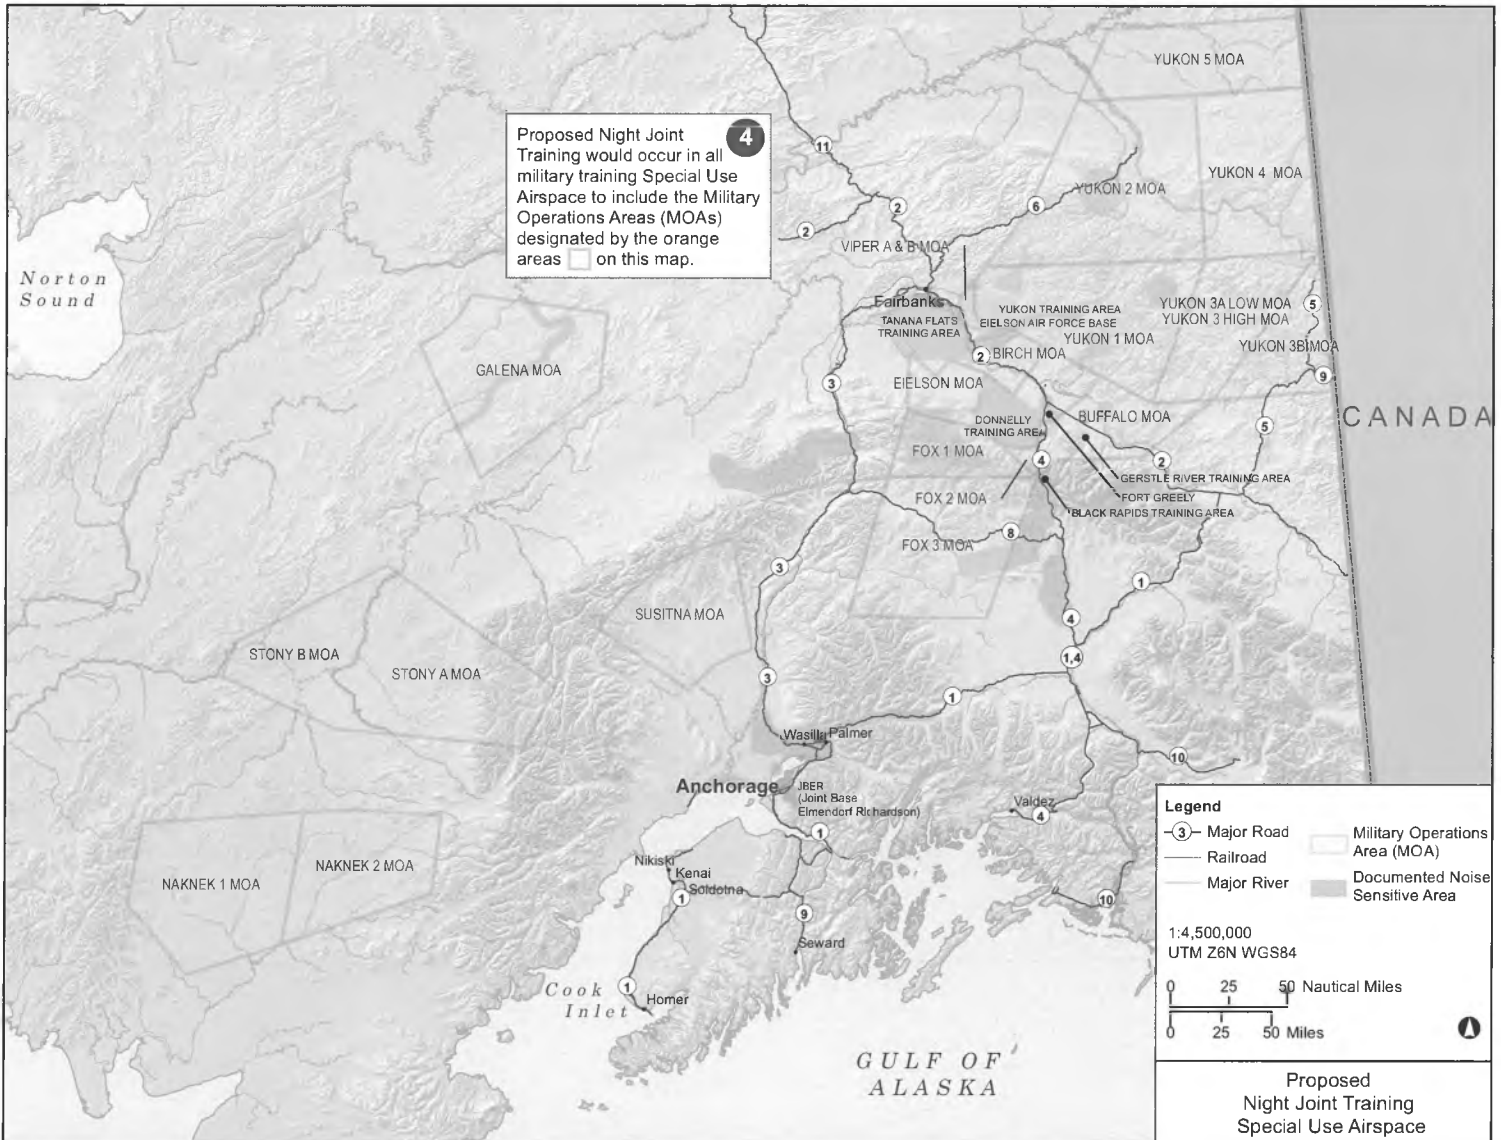 YUKON 5 MOA
Proposed Night Joint
Training would occur in all
military training Special Use
Airspace to include the Military
Operations Areas (MOAs)
designated by the orange
areas on this map.
4
11
YUKON 4 MOA
YUKON 2 MOA
6
2
2
VIPER A & B MOA
Norton
Sound
Fairbanks
TANANA FLATS
TRAINING AREA
YUKON TRAINING AREA
EIELSON AIR FORCE BASE
YUKON 1 MOA
YUKON 3A LOW MOA
YUKON 3 HIGH MOA
5
YUKON 3B MOA
2
BIRCH MOA
GALENA MOA
3
EIELSON MOA
9
DONNELLY
TRAINING AREA
BUFFALO MOA
CANADA
5
FOX 1 MOA
4
2
GERSTLE RIVER TRAINING AREA
FOX 2 MOA
FORT GREELY
BLACK RAPIDS TRAINING AREA
FOX 3 MOA
8
3
1
SUSITNA MOA
4
STONY B MOA
STONY A MOA
1,4
3
1
Wasilla
Palmer
10
Anchorage
JBER
(Joint Base
Elmendorf Richardson)
Valdez
4
1
NAKNEK 1 MOA
NAKNEK 2 MOA
Nikiski
Kenai
Soldotna
1
9
10
Seward
Cook
Inlet
1
Homer
GULF OF
ALASKA
Legend
3
Major Road
Railroad
Major River
Military Operations
Area (MOA)
Documented Noise
Sensitive Area
1:4,500,000
UTM Z6N WGS84
0 25 50 Nautical Miles
0 25 50 Miles
Proposed
Night Joint Training
Special Use Airspace